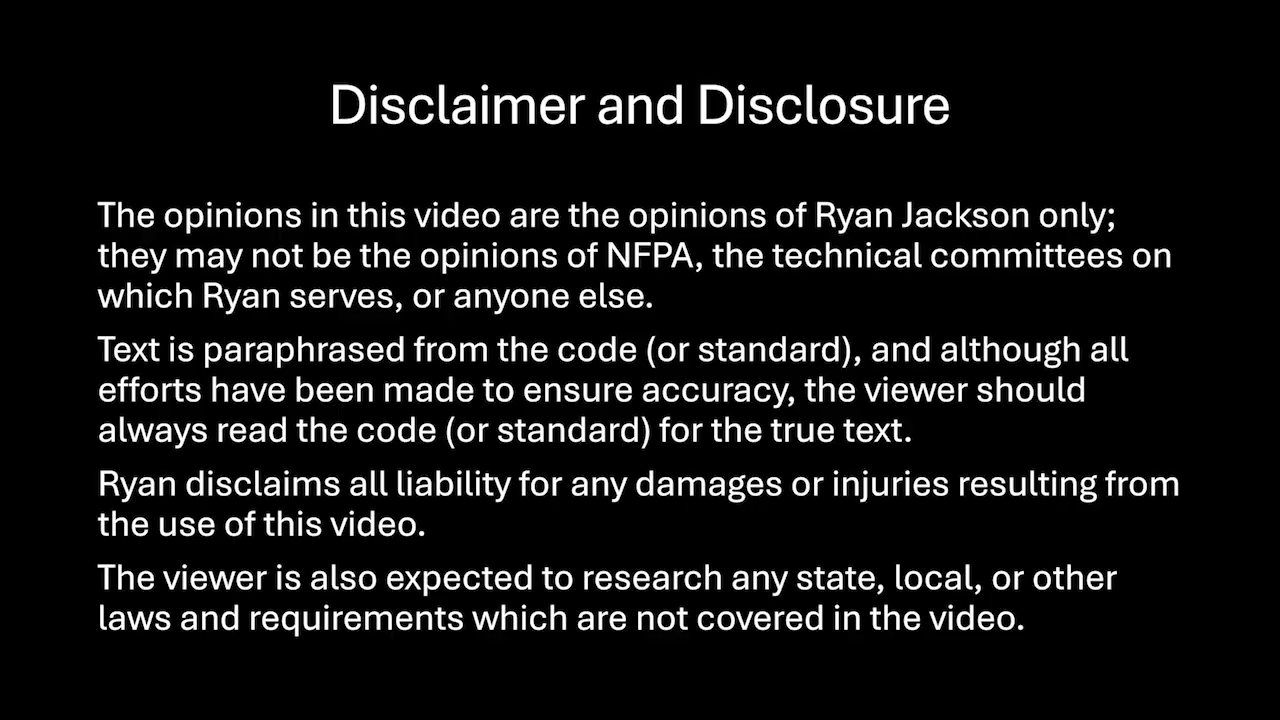 Disclaimer and Disclosure
The opinions in this video are the opinions of Ryan Jackson only;
they may not be the opinions of NFPA, the technical committees on
which Ryan serves, or anyone else.
Text is paraphrased from the code (or standard), and although all
efforts have been made to ensure accuracy, the viewer should
always read the code (or standard) for the true text.
Ryan disclaims all liability for any damages or injuries resulting from
the use of this video.
The viewer is also expected to research any state, local, or other
laws and requirements which are not covered in the video.